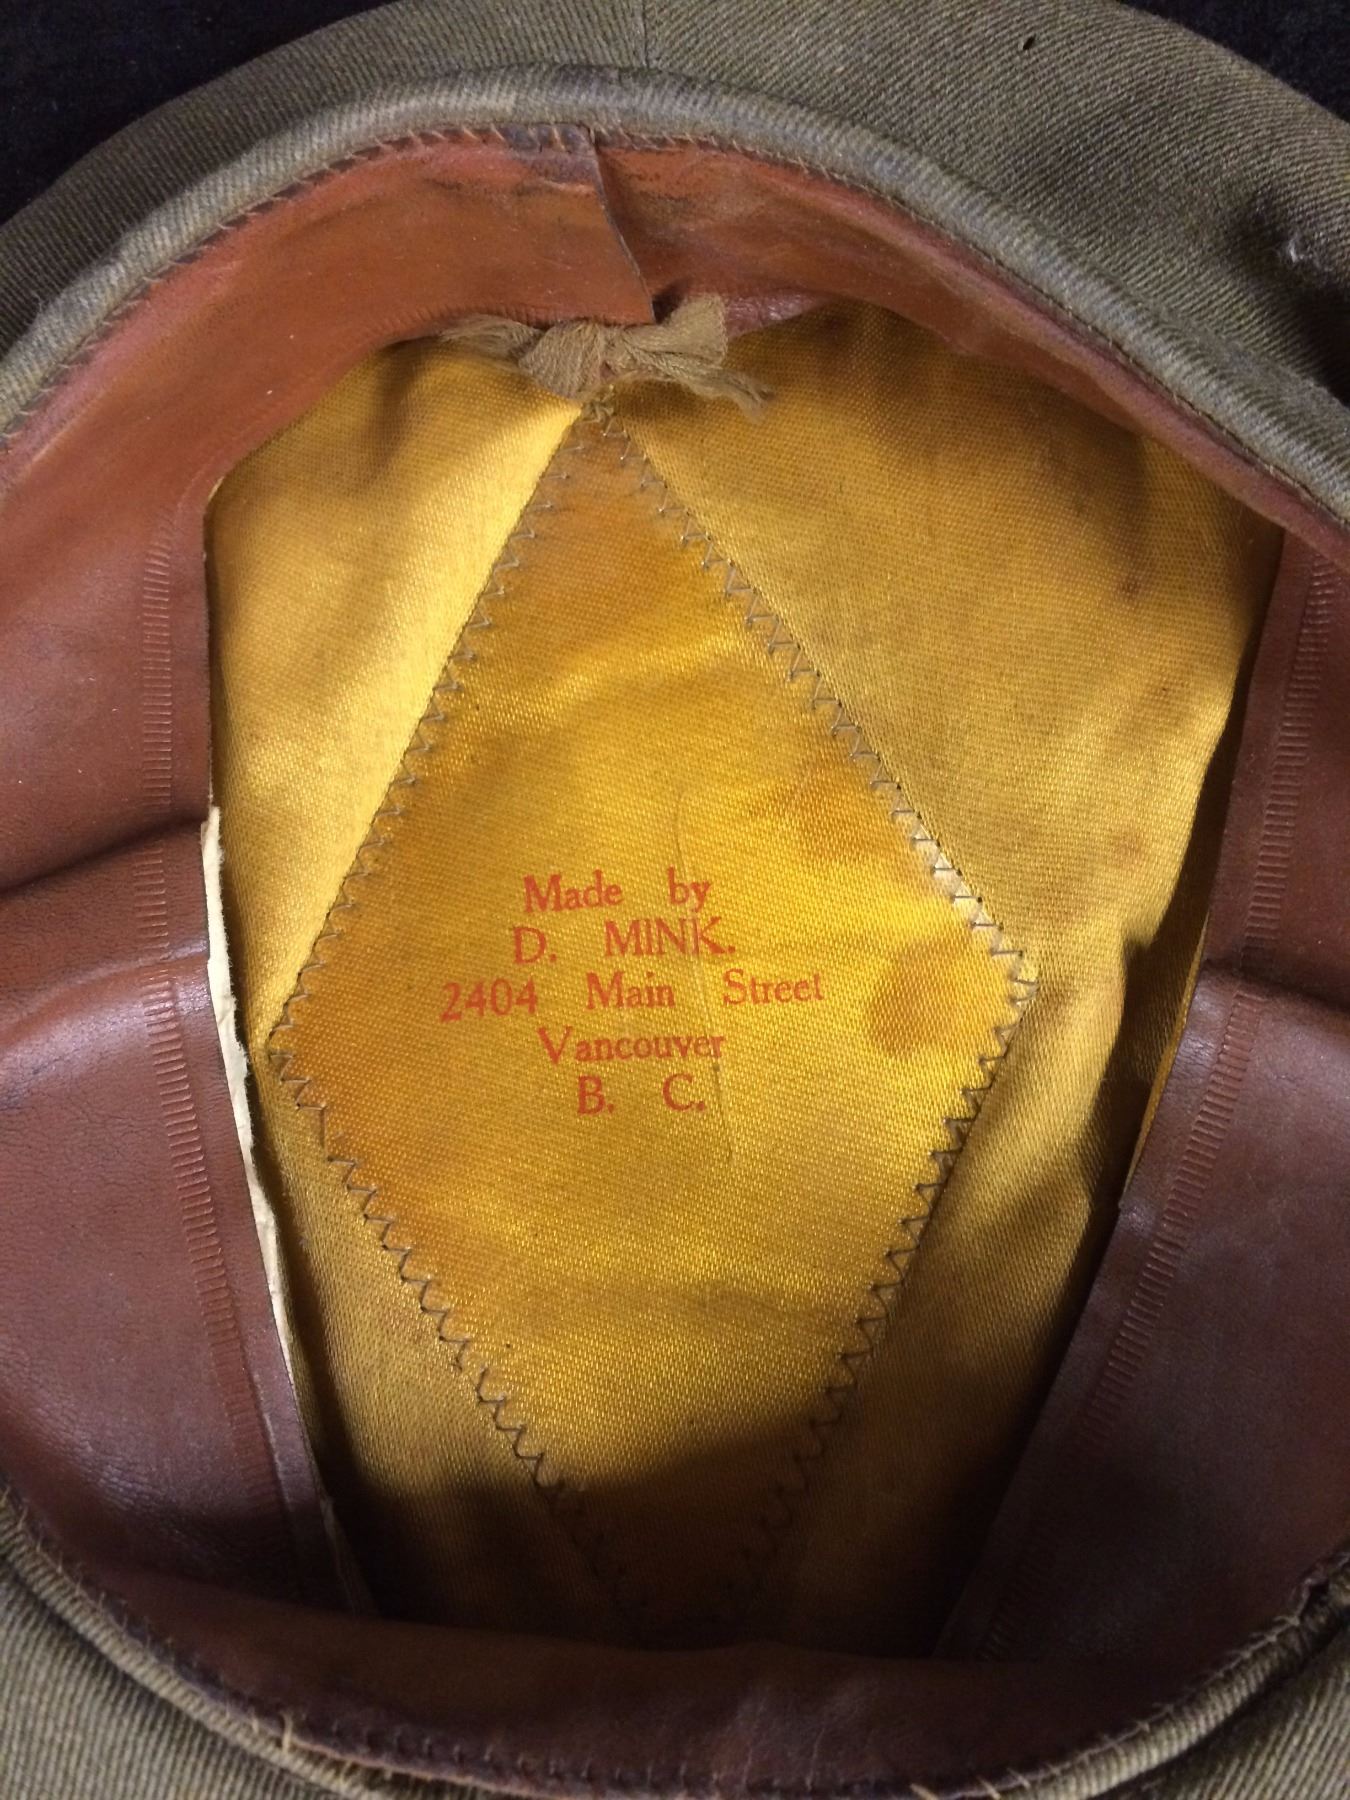 Made by
D. MINK.
2404 Main Street
Vancouver
B. C.